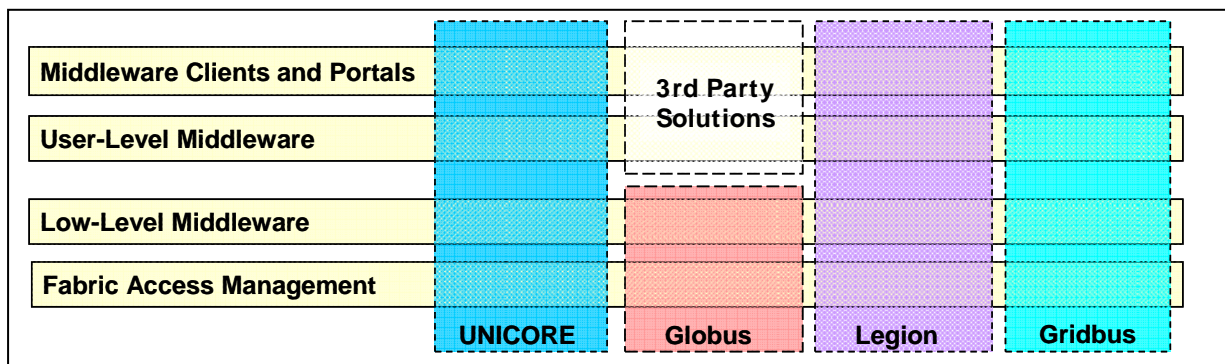 Middleware Clients and Portals
3rd Party
Solutions
User-Level Middleware
Low-Level Middleware
Fabric Access Management
UNICORE
Globus
Legion
Gridbus